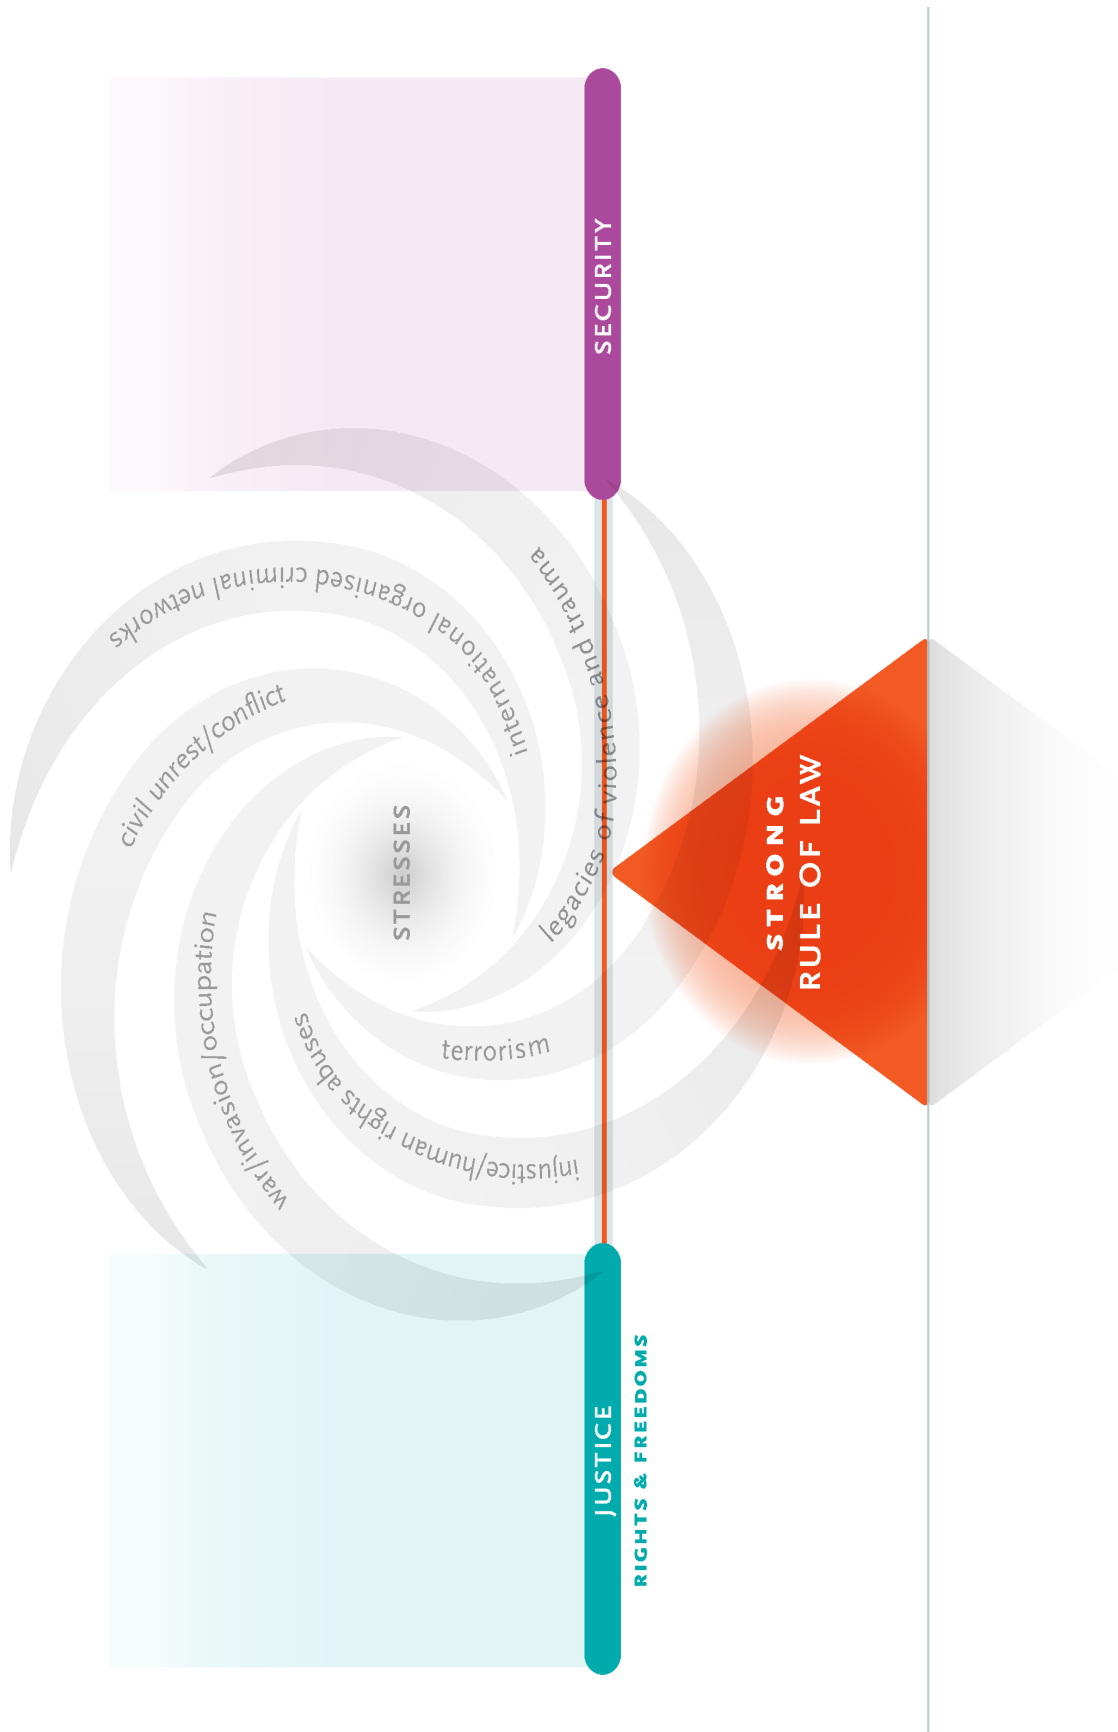 STRESSES
civil unrest/conflict
international organised criminal networks
legacies of violence and trauma
terrorism
injustice/human rights abuses
war/invasion/occupation
JUSTICE
RIGHTS & FREEDOMS
SECURITY
STRONG
RULE OF LAW